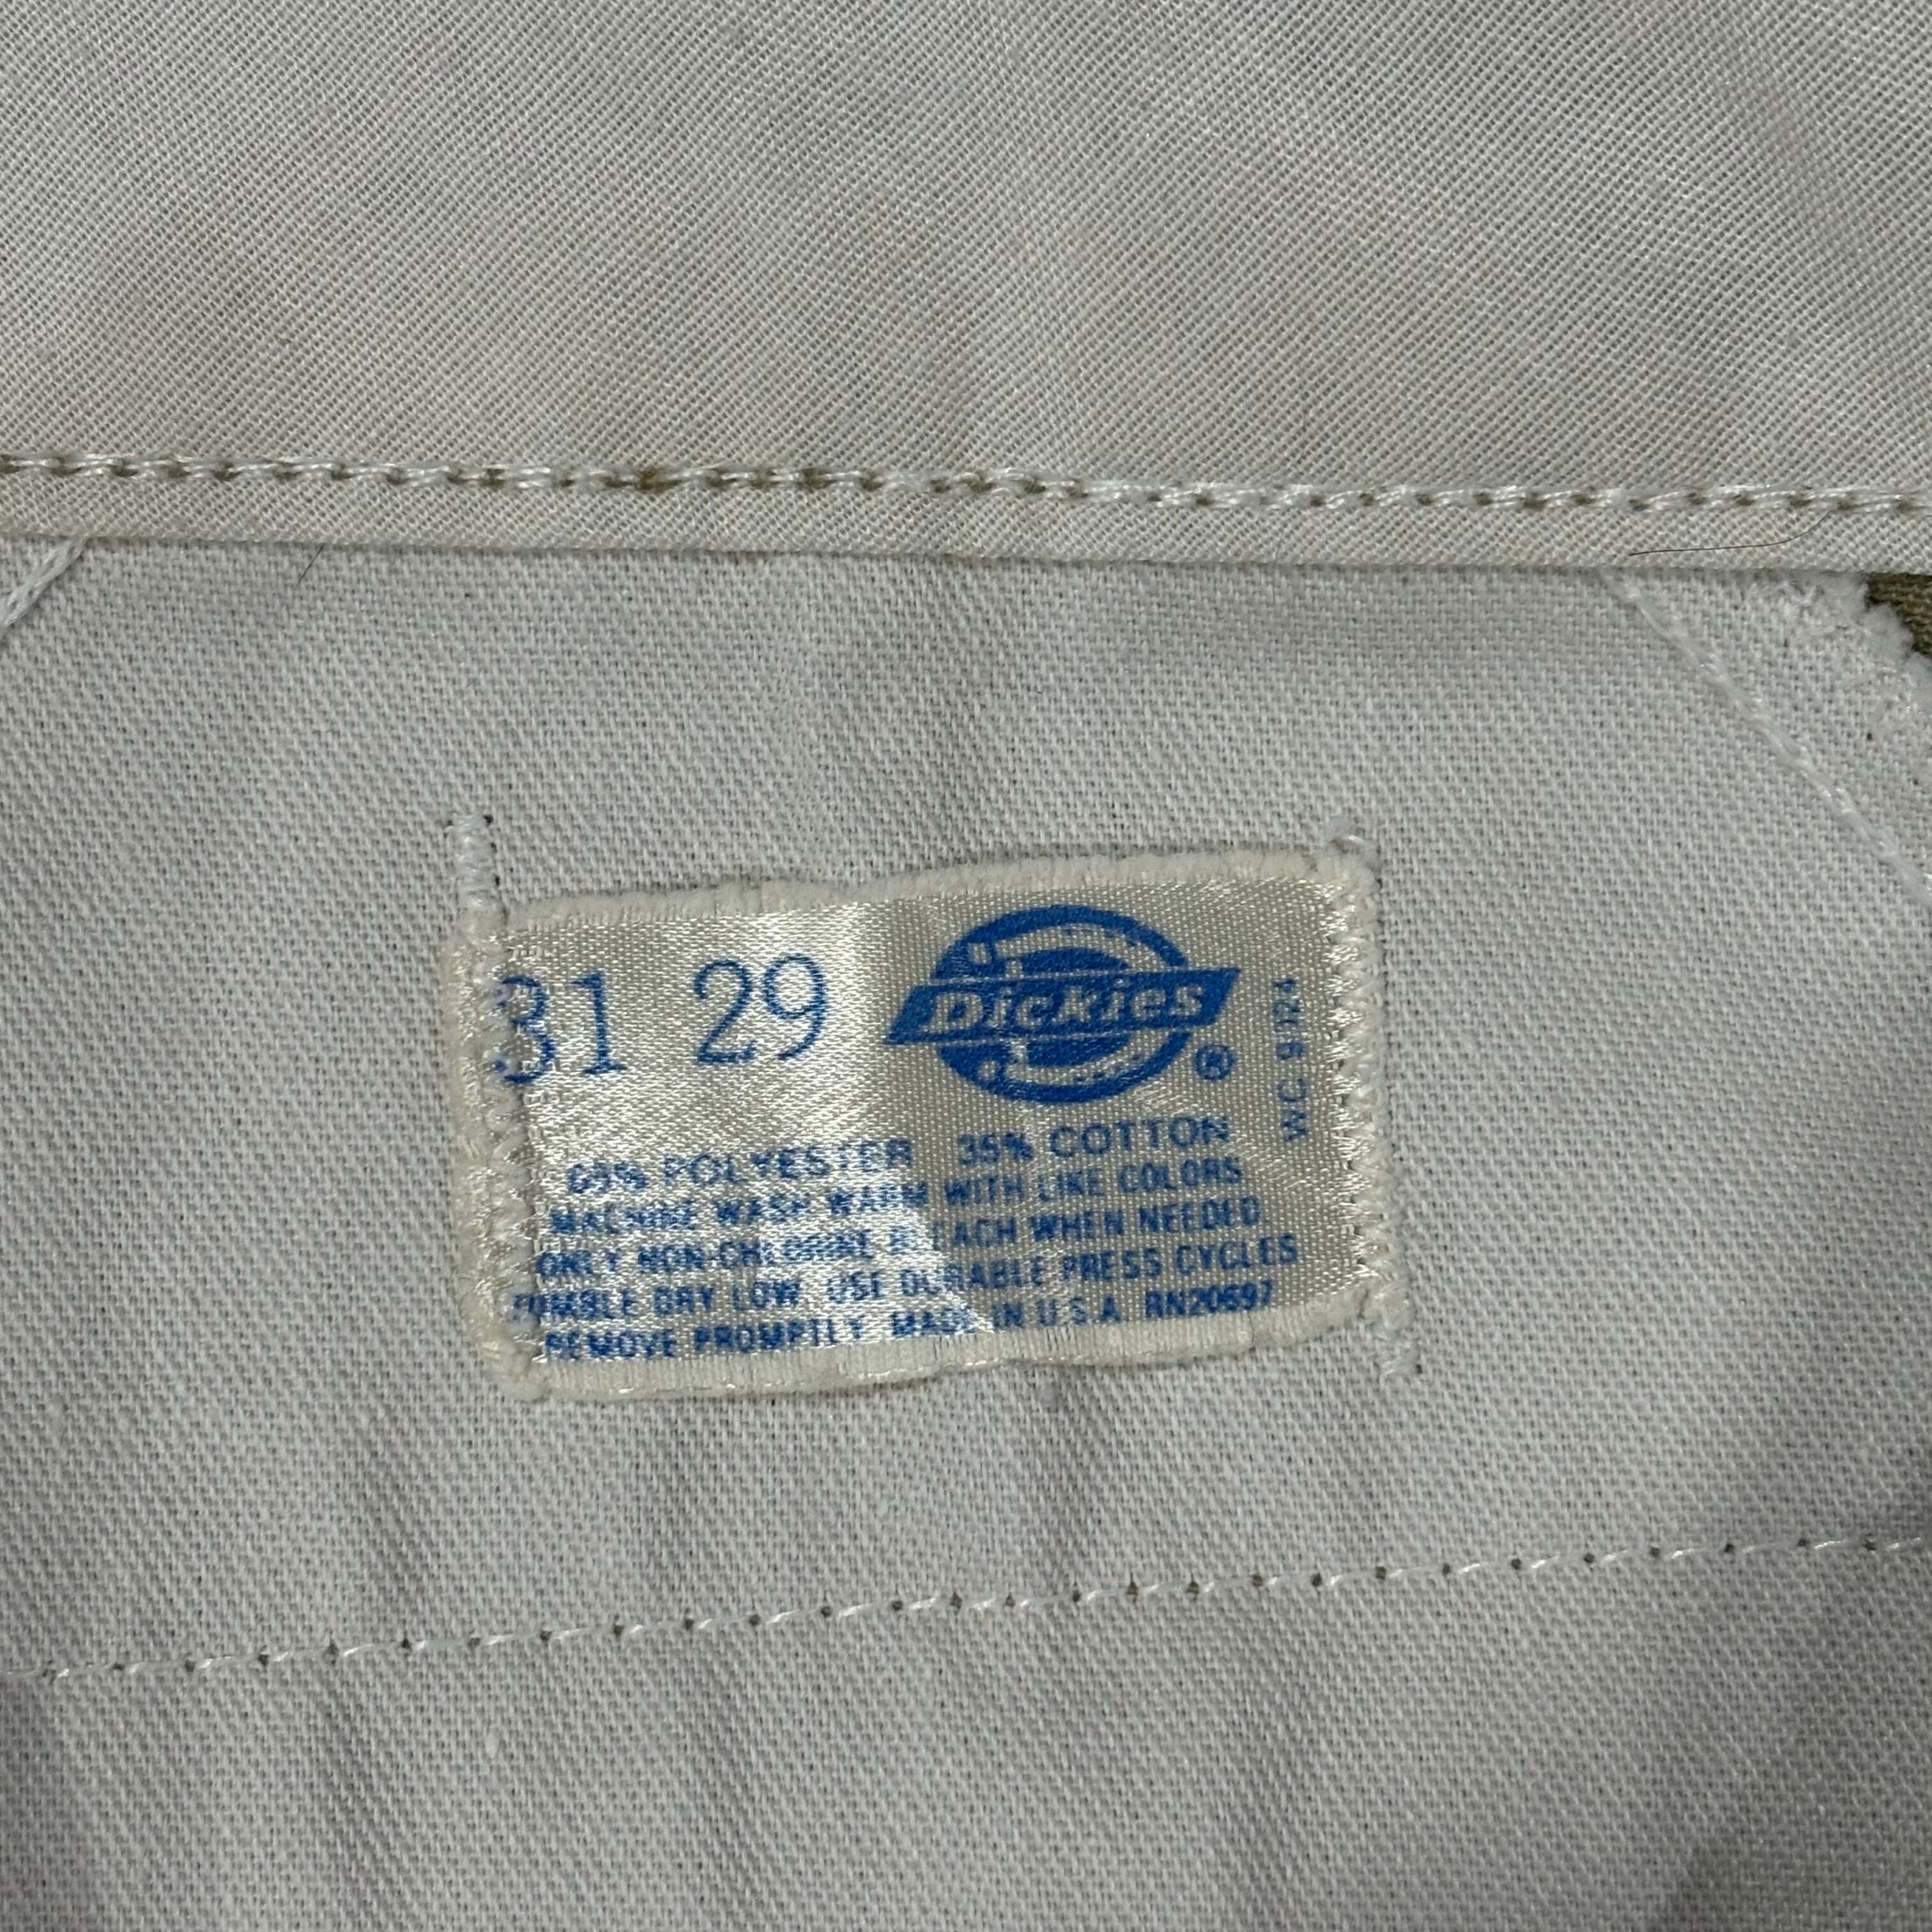 31 29
Dickies ®
65% POLYESTER 35% COTTON
MACHINE WASH WARM WITH LIKE COLORS
ONLY NON-CHLORINE BLEACH WHEN NEEDED.
TUMBLE DRY LOW. USE DURABLE PRESS CYCLES
REMOVE PROMPTLY MADE IN U.S.A. RN20697
WC